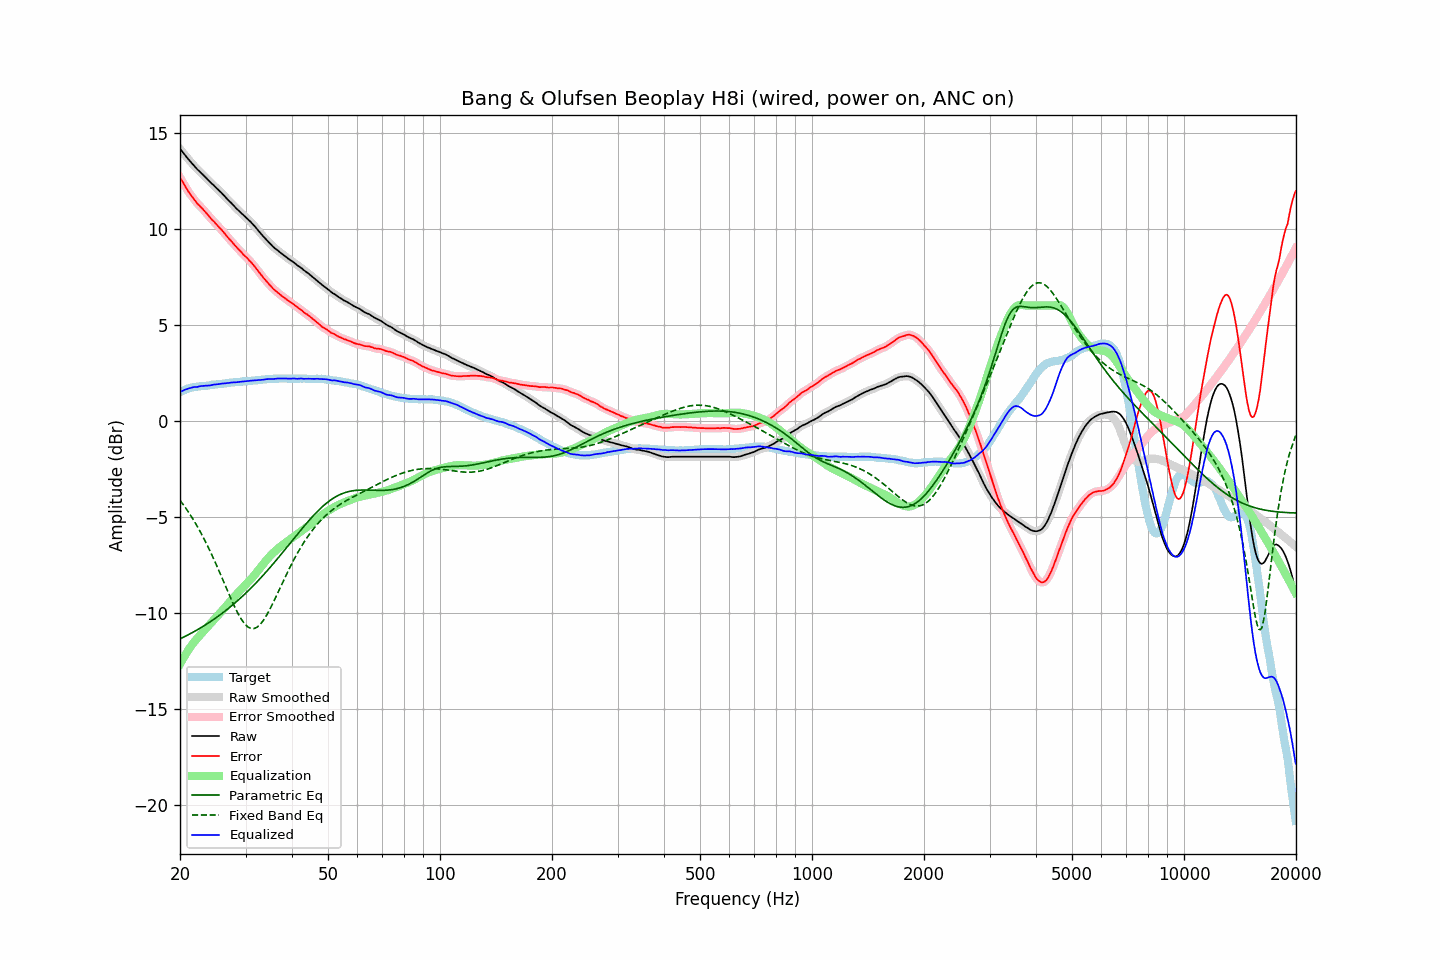 Bang & Olufsen Beoplay H8i (wired, power on, ANC on)
15
10
5
0
−5
−10
−15
−20
Amplitude (dBr)
Target
Raw Smoothed
Error Smoothed
Raw
Error
Equalization
Parametric Eq
Fixed Band Eq
Equalized
20 50 100 200 500 1000 2000 5000 10000 20000
Frequency (Hz)